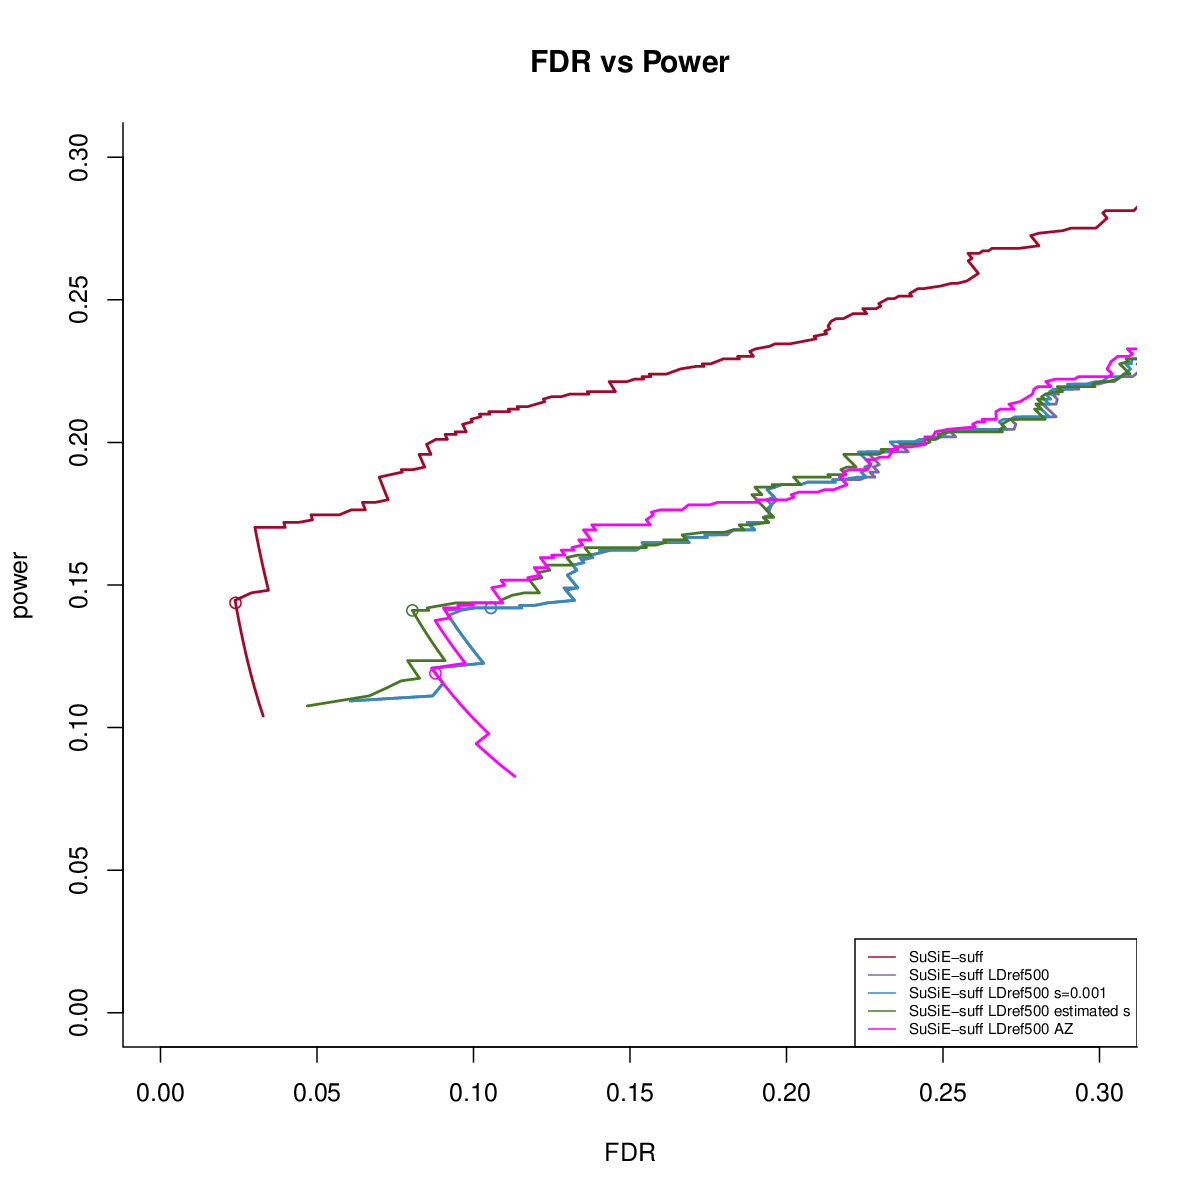 FDR vs Power
power
0.30
0.25
0.20
0.15
0.10
0.05
0.00
SuSiE−suff
SuSiE−suff LDref500
SuSiE−suff LDref500 s=0.001
SuSiE−suff LDref500 estimated s
SuSiE−suff LDref500 AZ
0.00 0.05 0.10 0.15 0.20 0.25 0.30
FDR